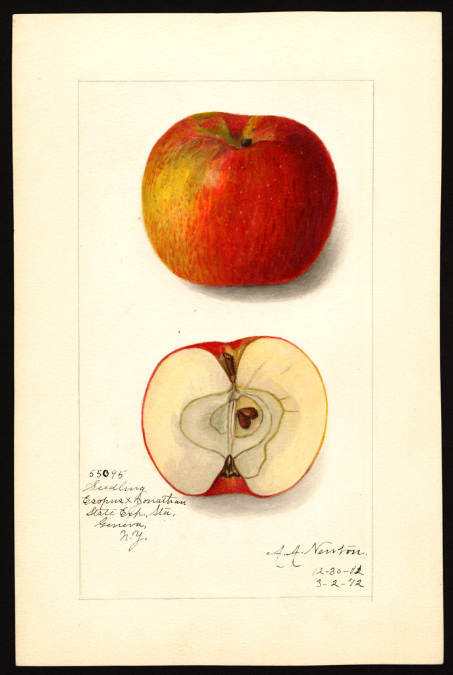 55095
Seedling
Esopus x Jonathan
State Exp. Sta.
Geneva,
N.Y.
A. A. Newton.
12-30-12
3-2-'12